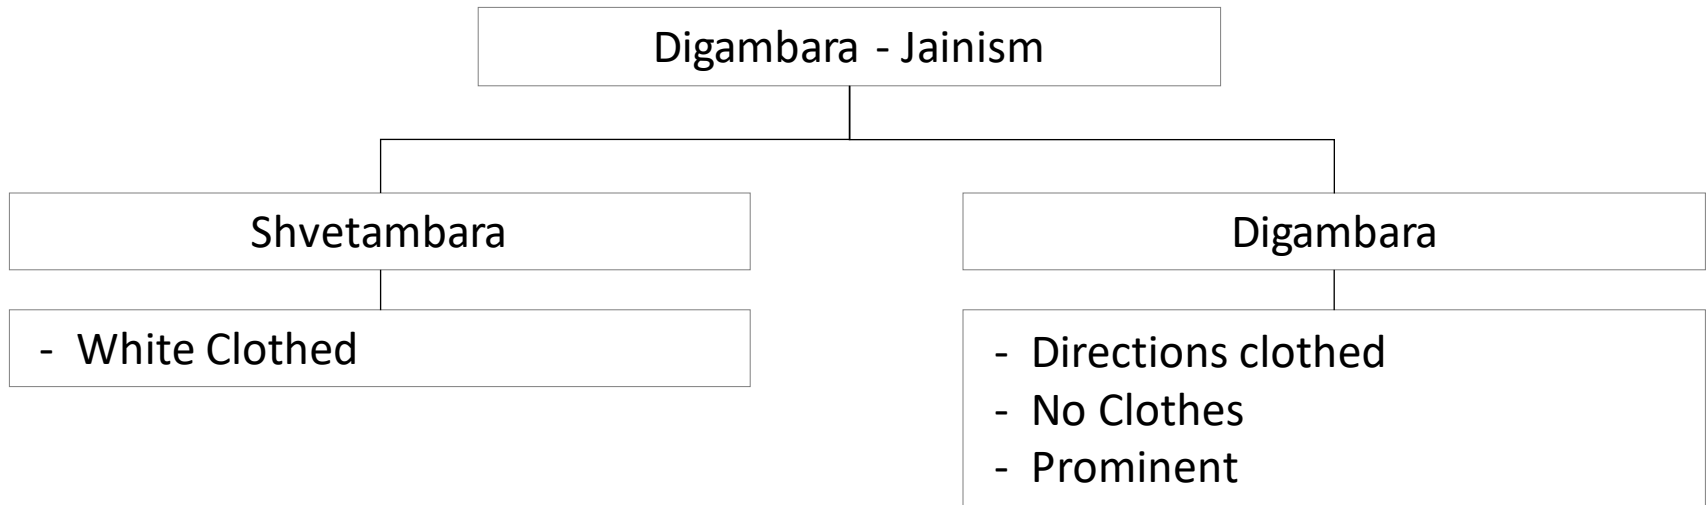 Digambara - Jainism
Shvetambara
Digambara
- White Clothed
- Directions clothed
- No Clothes
- Prominent